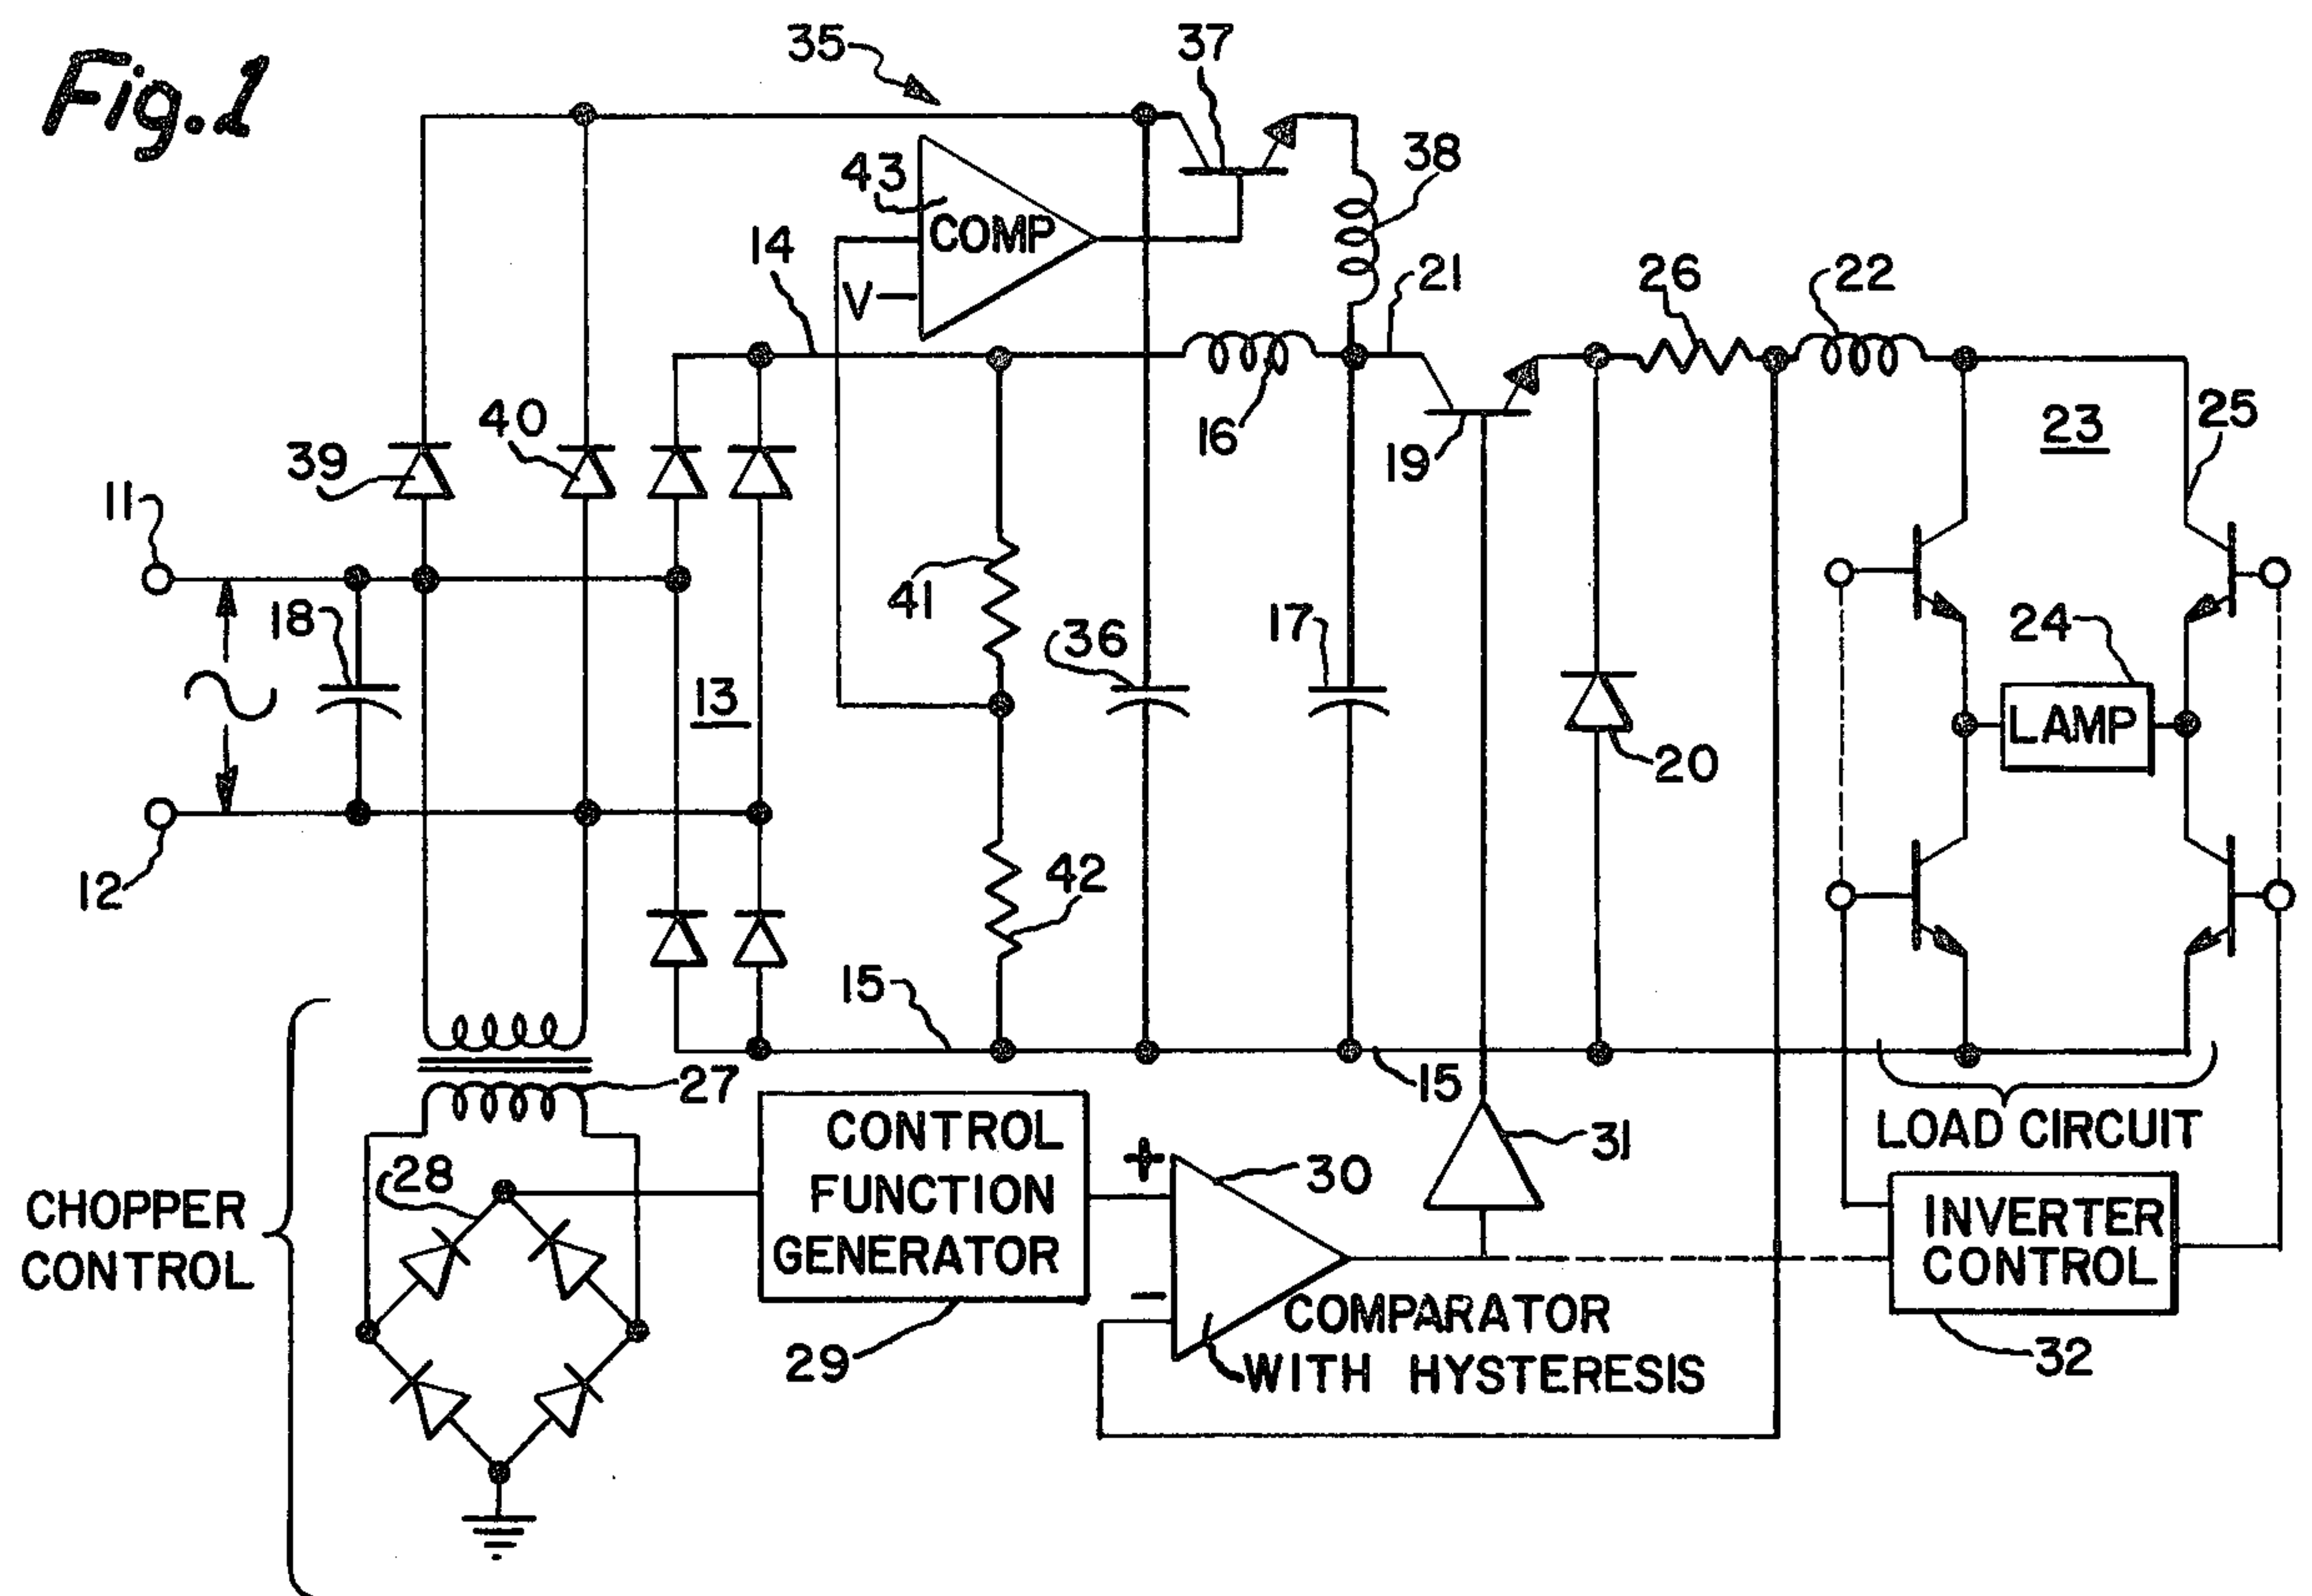 Fig.1
35
37
38
43
COMP
V
14
21
26
22
16
19
23
25
39
40
11
18
13
41
36
17
24
LAMP
20
12
42
15
15
27
LOAD CIRCUIT
28
CONTROL
FUNCTION
GENERATOR
29
+
-
30
31
CHOPPER
CONTROL
COMPARATOR
WITH HYSTERESIS
INVERTER
CONTROL
32